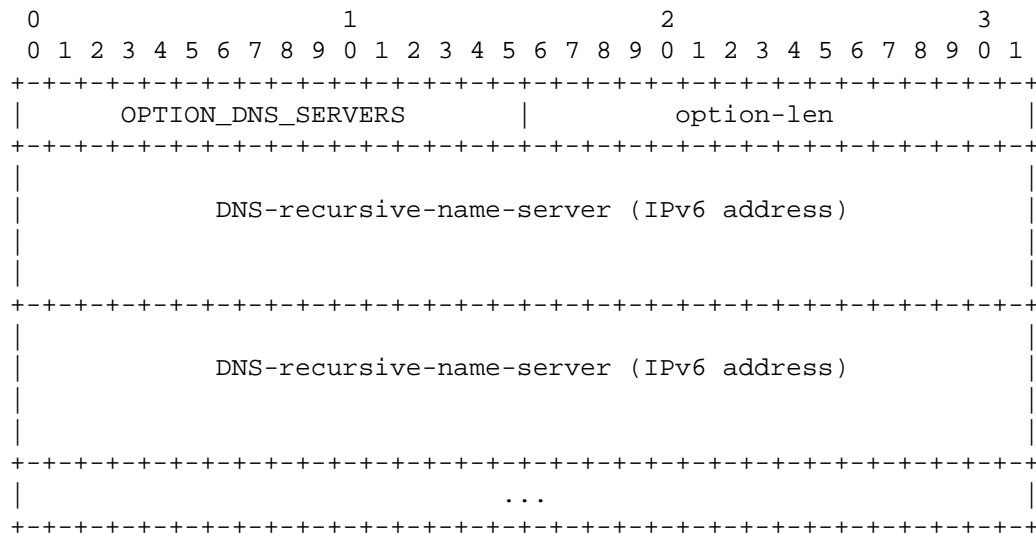 0                   1                   2                   3
 0 1 2 3 4 5 6 7 8 9 0 1 2 3 4 5 6 7 8 9 0 1 2 3 4 5 6 7 8 9 0 1
+-+-+-+-+-+-+-+-+-+-+-+-+-+-+-+-+-+-+-+-+-+-+-+-+-+-+-+-+-+-+-+-+
|      OPTION_DNS_SERVERS       |         option-len            |
+-+-+-+-+-+-+-+-+-+-+-+-+-+-+-+-+-+-+-+-+-+-+-+-+-+-+-+-+-+-+-+-+
|                                                               |
|            DNS-recursive-name-server (IPv6 address)           |
|                                                               |
|                                                               |
+-+-+-+-+-+-+-+-+-+-+-+-+-+-+-+-+-+-+-+-+-+-+-+-+-+-+-+-+-+-+-+-+
|                                                               |
|            DNS-recursive-name-server (IPv6 address)           |
|                                                               |
|                                                               |
+-+-+-+-+-+-+-+-+-+-+-+-+-+-+-+-+-+-+-+-+-+-+-+-+-+-+-+-+-+-+-+-+
|                              ...                              |
+-+-+-+-+-+-+-+-+-+-+-+-+-+-+-+-+-+-+-+-+-+-+-+-+-+-+-+-+-+-+-+-+